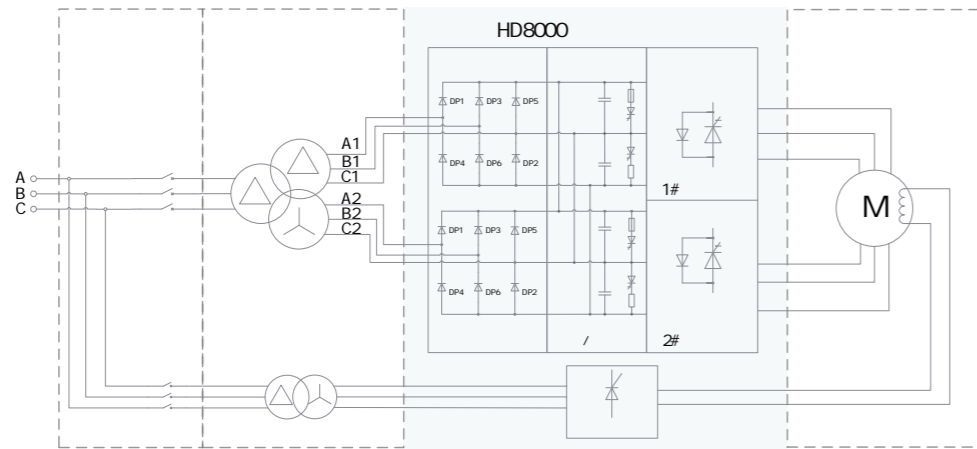 HD8000
DP1 DP3 DP5
A1
B1
C1
DP4 DP6 DP2
1#
A
B
C
A2
B2
C2
M
DP1 DP3 DP5
DP4 DP6 DP2
/
2#